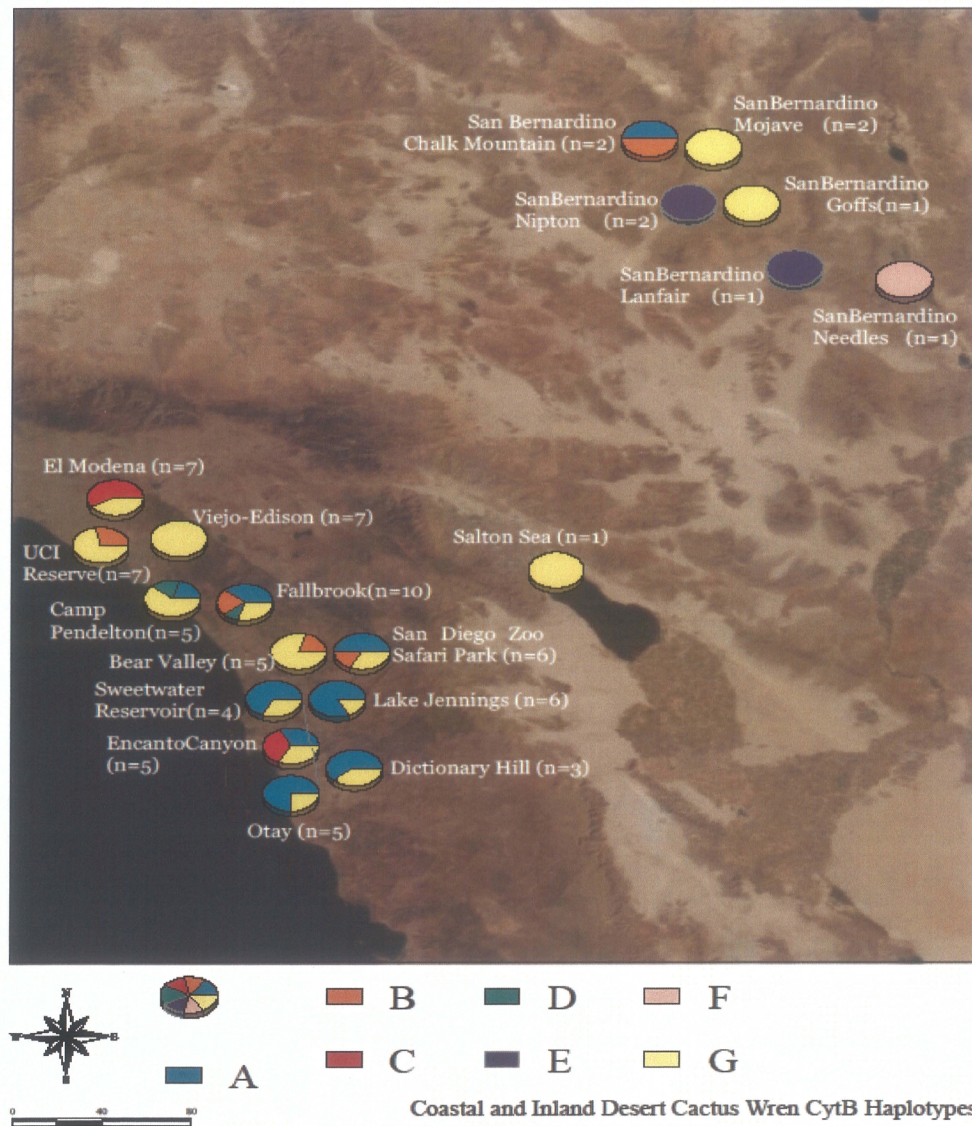 San Bernardino
Chalk Mountain (n=2)
SanBernardino
Mojave (n=2)
SanBernardino
Nipton (n=2)
SanBernardino
Goffs(n=1)
SanBernardino
Lanfair (n=1)
SanBernardino
Needles (n=1)
El Modena (n=7)
Viejo-Edison (n=7)
UCI
Reserve(n=7)
Salton Sea (n=1)
Camp
Pendelton(n=5)
Fallbrook(n=10)
Bear Valley (n=5)
San Diego Zoo
Safari Park (n=6)
Sweetwater
Reservoir(n=4)
Lake Jennings (n=6)
EncantoCanyon
(n=5)
Dictionary Hill (n=3)
Otay (n=5)
N
W E
S
A
B
C
D
E
F
G
0 40 80
Coastal and Inland Desert Cactus Wren CytB Haplotypes